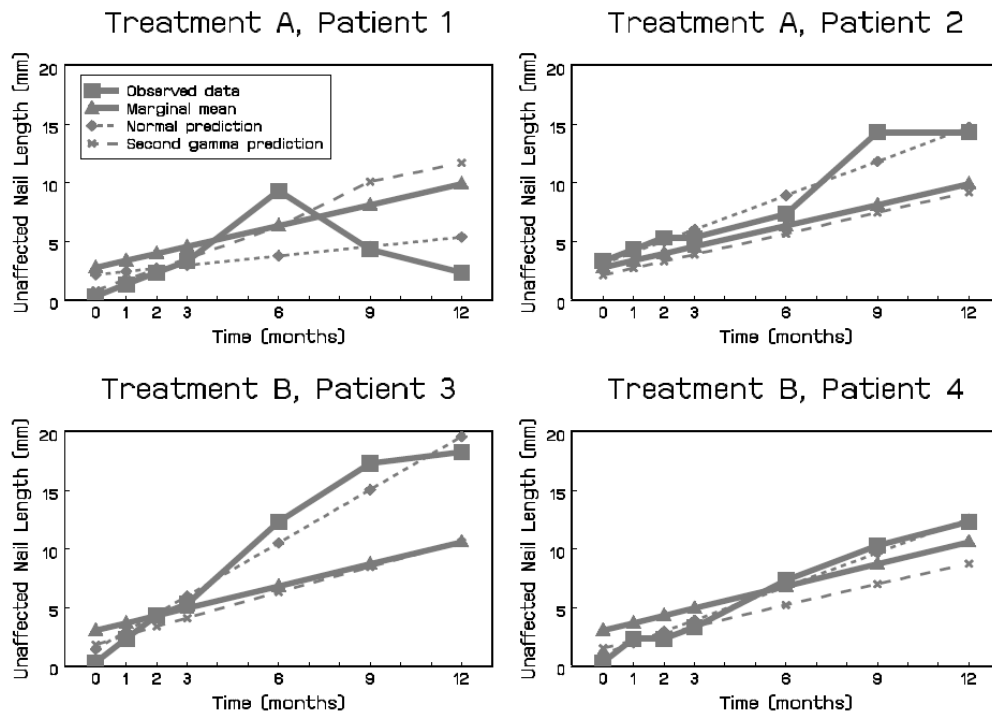 Treatment A, Patient 1
Unaffected Nail Length (mm)
20
15
10
5
0
Observed data
Marginal mean
Normal prediction
Second gamma prediction
0 1 2 3 6 9 12
Time (months)
Treatment A, Patient 2
Unaffected Nail Length (mm)
20
15
10
5
0
0 1 2 3 6 9 12
Time (months)
Treatment B, Patient 3
Unaffected Nail Length (mm)
20
15
10
5
0
0 1 2 3 6 9 12
Time (months)
Treatment B, Patient 4
Unaffected Nail Length (mm)
20
15
10
5
0
0 1 2 3 6 9 12
Time (months)